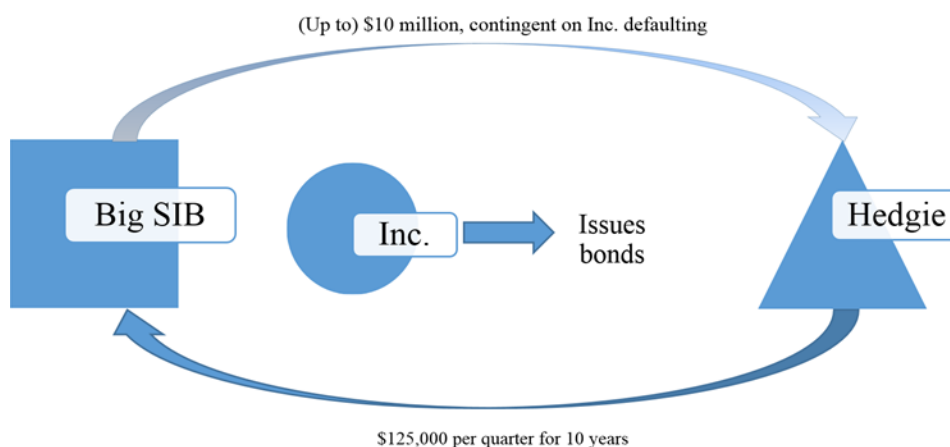 (Up to) $10 million, contingent on Inc. defaulting
Big SIB
Inc.
Issues
bonds
Hedgie
$125,000 per quarter for 10 years